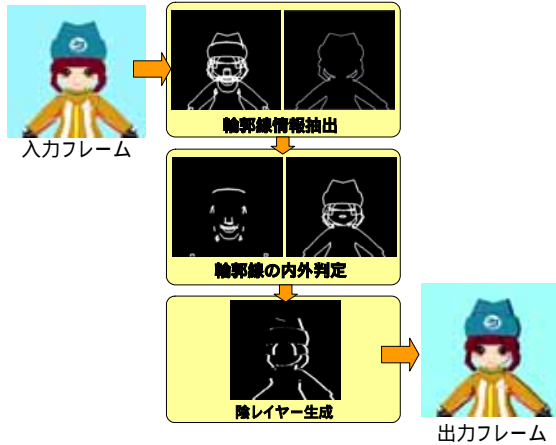 入力フレーム
輪郭線情報抽出
輪郭線の内外判定
陰レイヤー生成
出力フレーム